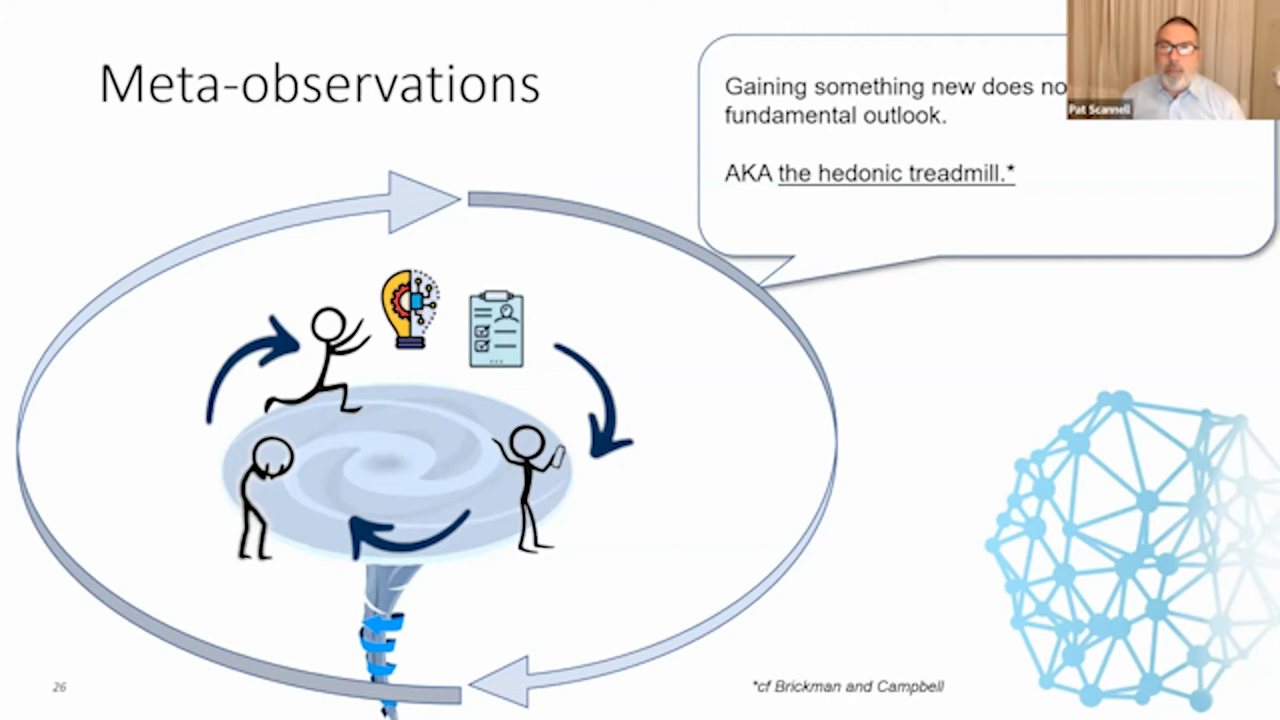 Meta-observations
Gaining something new does no
fundamental outlook.
AKA the hedonic treadmill.*
Pat Scannell
26
*cf Brickman and Campbell